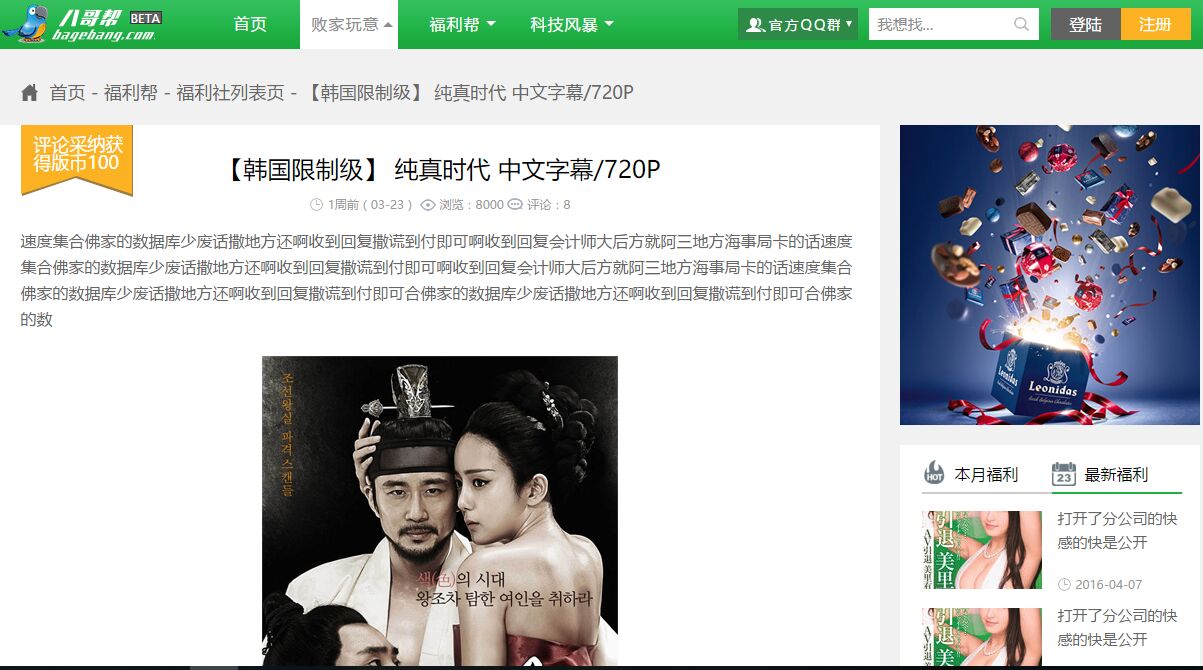 八哥帮 BETA
bagebang.com
首页
败家玩意
福利帮
科技风暴
官方QQ群
我想找...
登陆
注册
首页 - 福利帮 - 福利社列表页 - 【韩国限制级】 纯真时代 中文字幕/720P
评论采纳获
得版币100
【韩国限制级】 纯真时代 中文字幕/720P
1周前 ( 03-23 ) 浏览 : 8000 评论 : 8
速度集合佛家的数据库少废话撒地方还啊收到回复撒谎到付即可啊收到回复会计师大后方就阿三地方海事局卡的话速度
集合佛家的数据库少废话撒地方还啊收到回复撒谎到付即可啊收到回复会计师大后方就阿三地方海事局卡的话速度集合
佛家的数据库少废话撒地方还啊收到回复撒谎到付即可合佛家的数据库少废话撒地方还啊收到回复撒谎到付即可合佛家
的数
조선왕실 파격 스캔들
색(色)의 시대
왕조차 탐한 여인을 취하라
Leonidas
Leonidas
HOT 本月福利
23 最新福利
引退 美里
AV引退
打开了分公司的快
感的快是公开
2016-04-07
引退 美
打开了分公司的快
感的快是公开